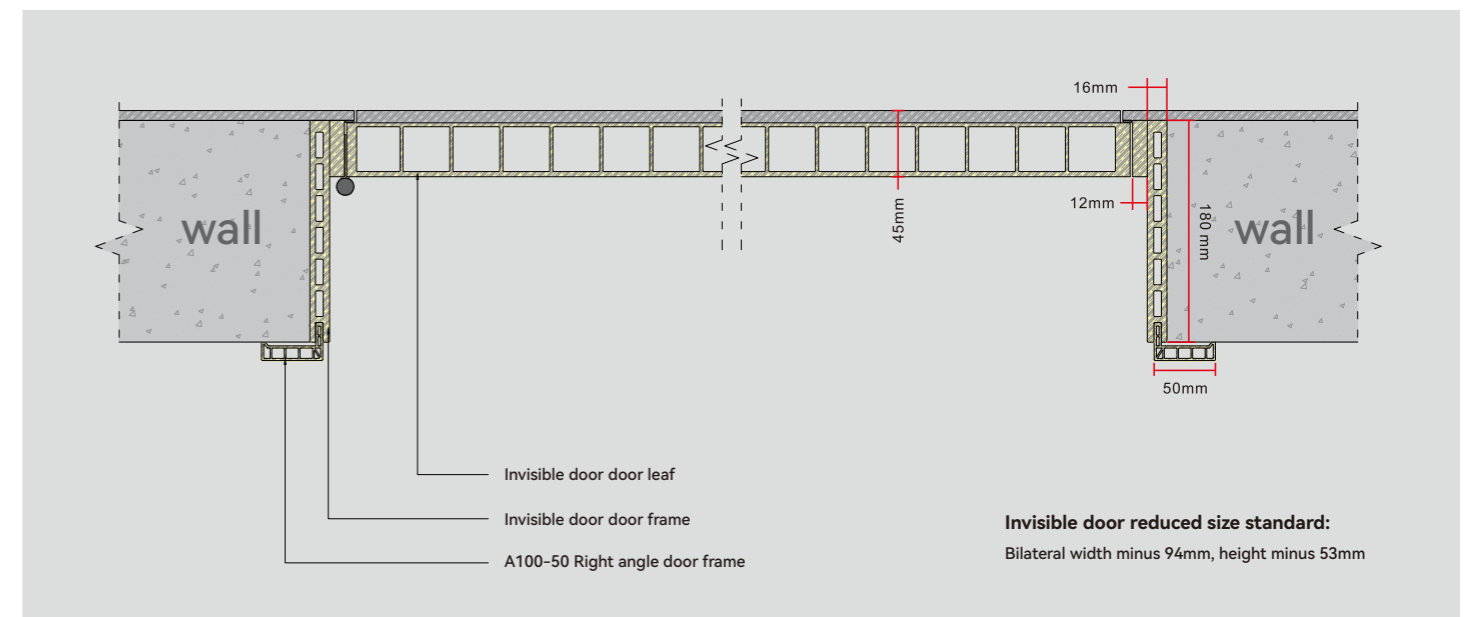 16mm
wall
45mm
12mm
180 mm
wall
50mm
Invisible door door leaf
Invisible door door frame
A100-50 Right angle door frame
Invisible door reduced size standard:
Bilateral width minus 94mm, height minus 53mm